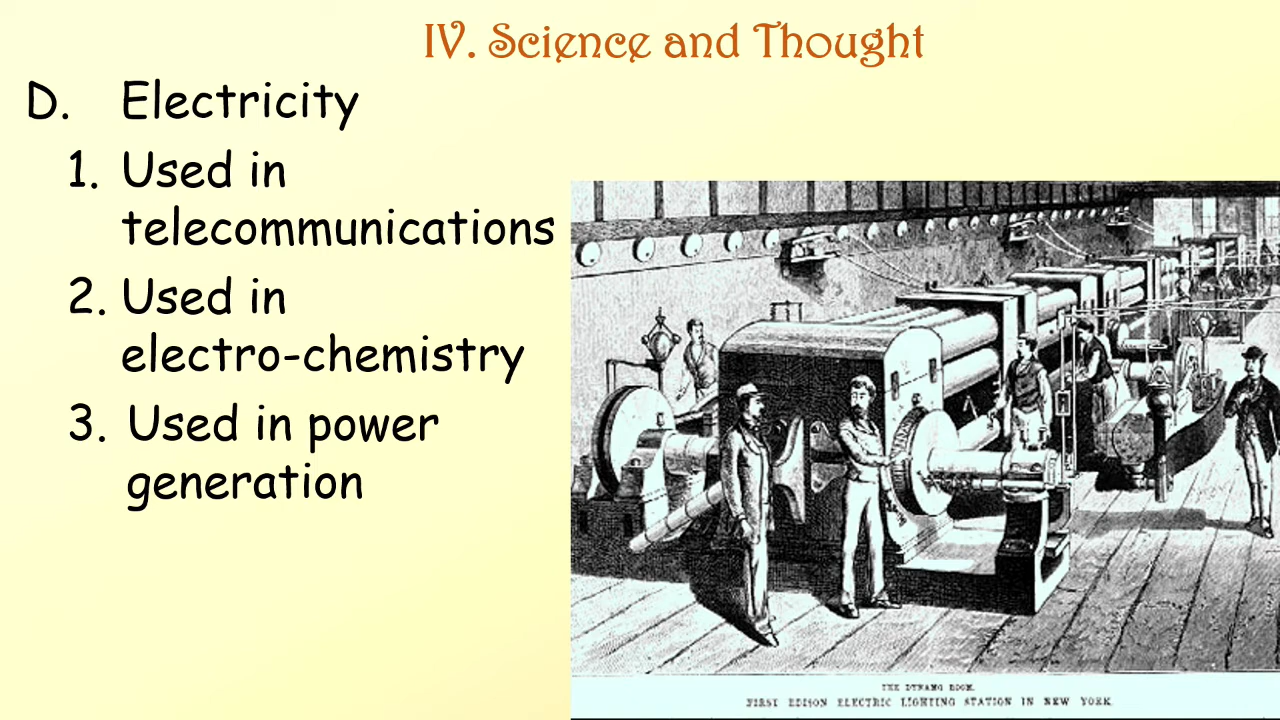 IV. Science and Thought
D. Electricity
1. Used in
telecommunications
2. Used in
electro-chemistry
3. Used in power
generation
THE DYNAMO ROOM.
FIRST EDISON ELECTRIC LIGHTING STATION IN NEW YORK.